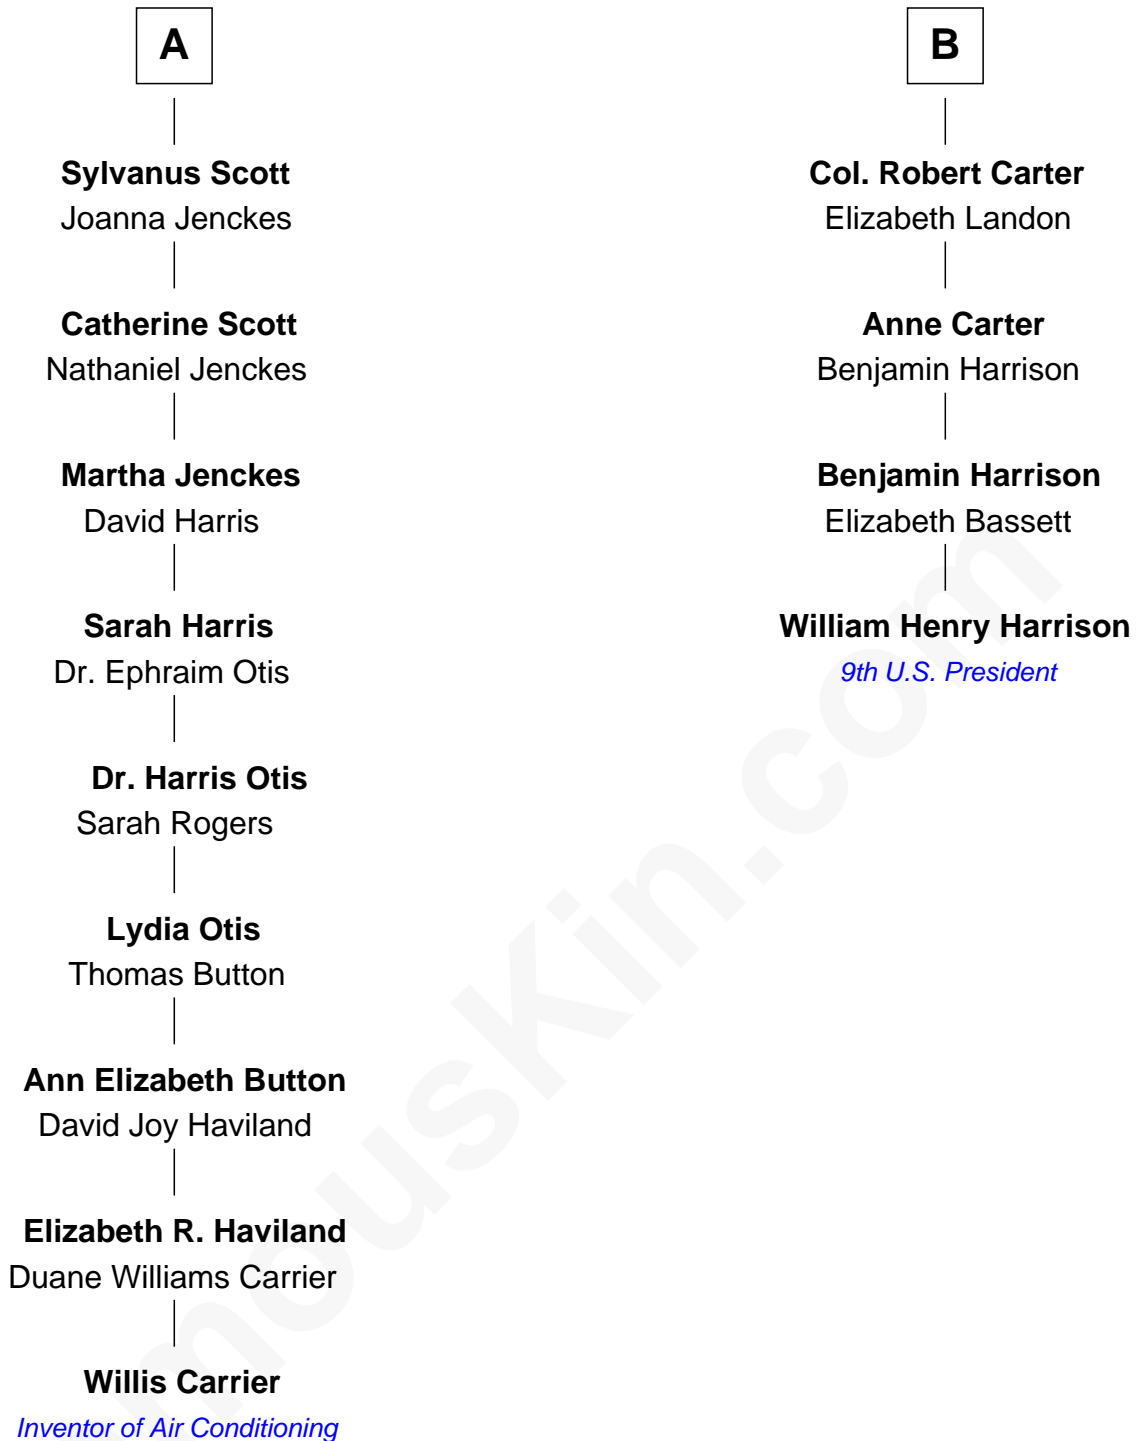 A
Sylvanus Scott
Joanna Jenckes
Catherine Scott
Nathaniel Jenckes
Martha Jenckes
David Harris
Sarah Harris
Dr. Ephraim Otis
Dr. Harris Otis
Sarah Rogers
Lydia Otis
Thomas Button
Ann Elizabeth Button
David Joy Haviland
Elizabeth R. Haviland
Duane Williams Carrier
Willis Carrier
Inventor of Air Conditioning
B
Col. Robert Carter
Elizabeth Landon
Anne Carter
Benjamin Harrison
Benjamin Harrison
Elizabeth Bassett
William Henry Harrison
9th U.S. President
mouskin.com